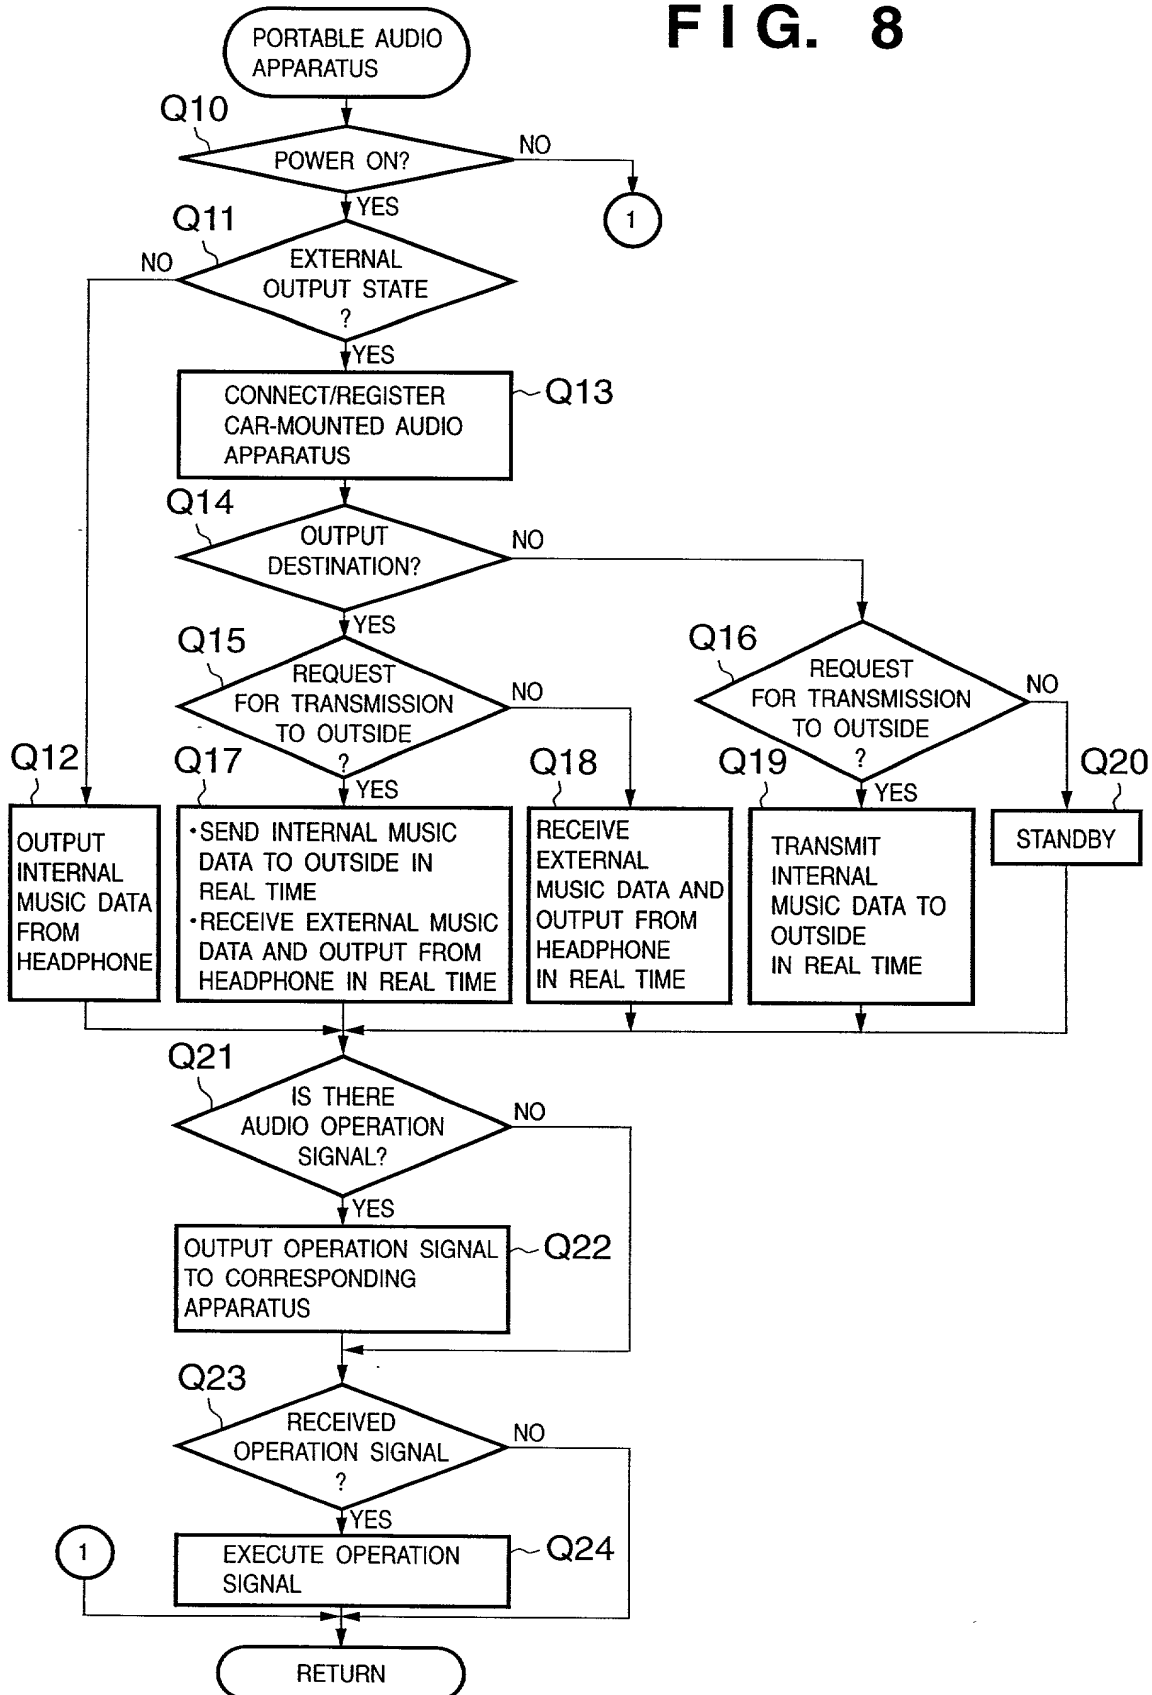 FIG. 8
PORTABLE AUDIO
APPARATUS
Q10
POWER ON?
NO
1
YES
Q11
EXTERNAL
OUTPUT STATE
?
NO
YES
CONNECT/REGISTER
CAR-MOUNTED AUDIO
APPARATUS
Q13
Q14
OUTPUT
DESTINATION?
NO
YES
Q15
REQUEST
FOR TRANSMISSION
TO OUTSIDE
?
NO
YES
Q16
REQUEST
FOR TRANSMISSION
TO OUTSIDE
?
NO
YES
Q12
OUTPUT
INTERNAL
MUSIC DATA
FROM
HEADPHONE
Q17
•SEND INTERNAL MUSIC
DATA TO OUTSIDE IN
REAL TIME
•RECEIVE EXTERNAL MUSIC
DATA AND OUTPUT FROM
HEADPHONE IN REAL TIME
Q18
RECEIVE
EXTERNAL
MUSIC DATA AND
OUTPUT FROM
HEADPHONE
IN REAL TIME
Q19
TRANSMIT
INTERNAL
MUSIC DATA TO
OUTSIDE
IN REAL TIME
Q20
STANDBY
Q21
IS THERE
AUDIO OPERATION
SIGNAL?
NO
YES
OUTPUT OPERATION SIGNAL
TO CORRESPONDING
APPARATUS
Q22
Q23
RECEIVED
OPERATION SIGNAL
?
NO
YES
1
EXECUTE OPERATION
SIGNAL
Q24
RETURN